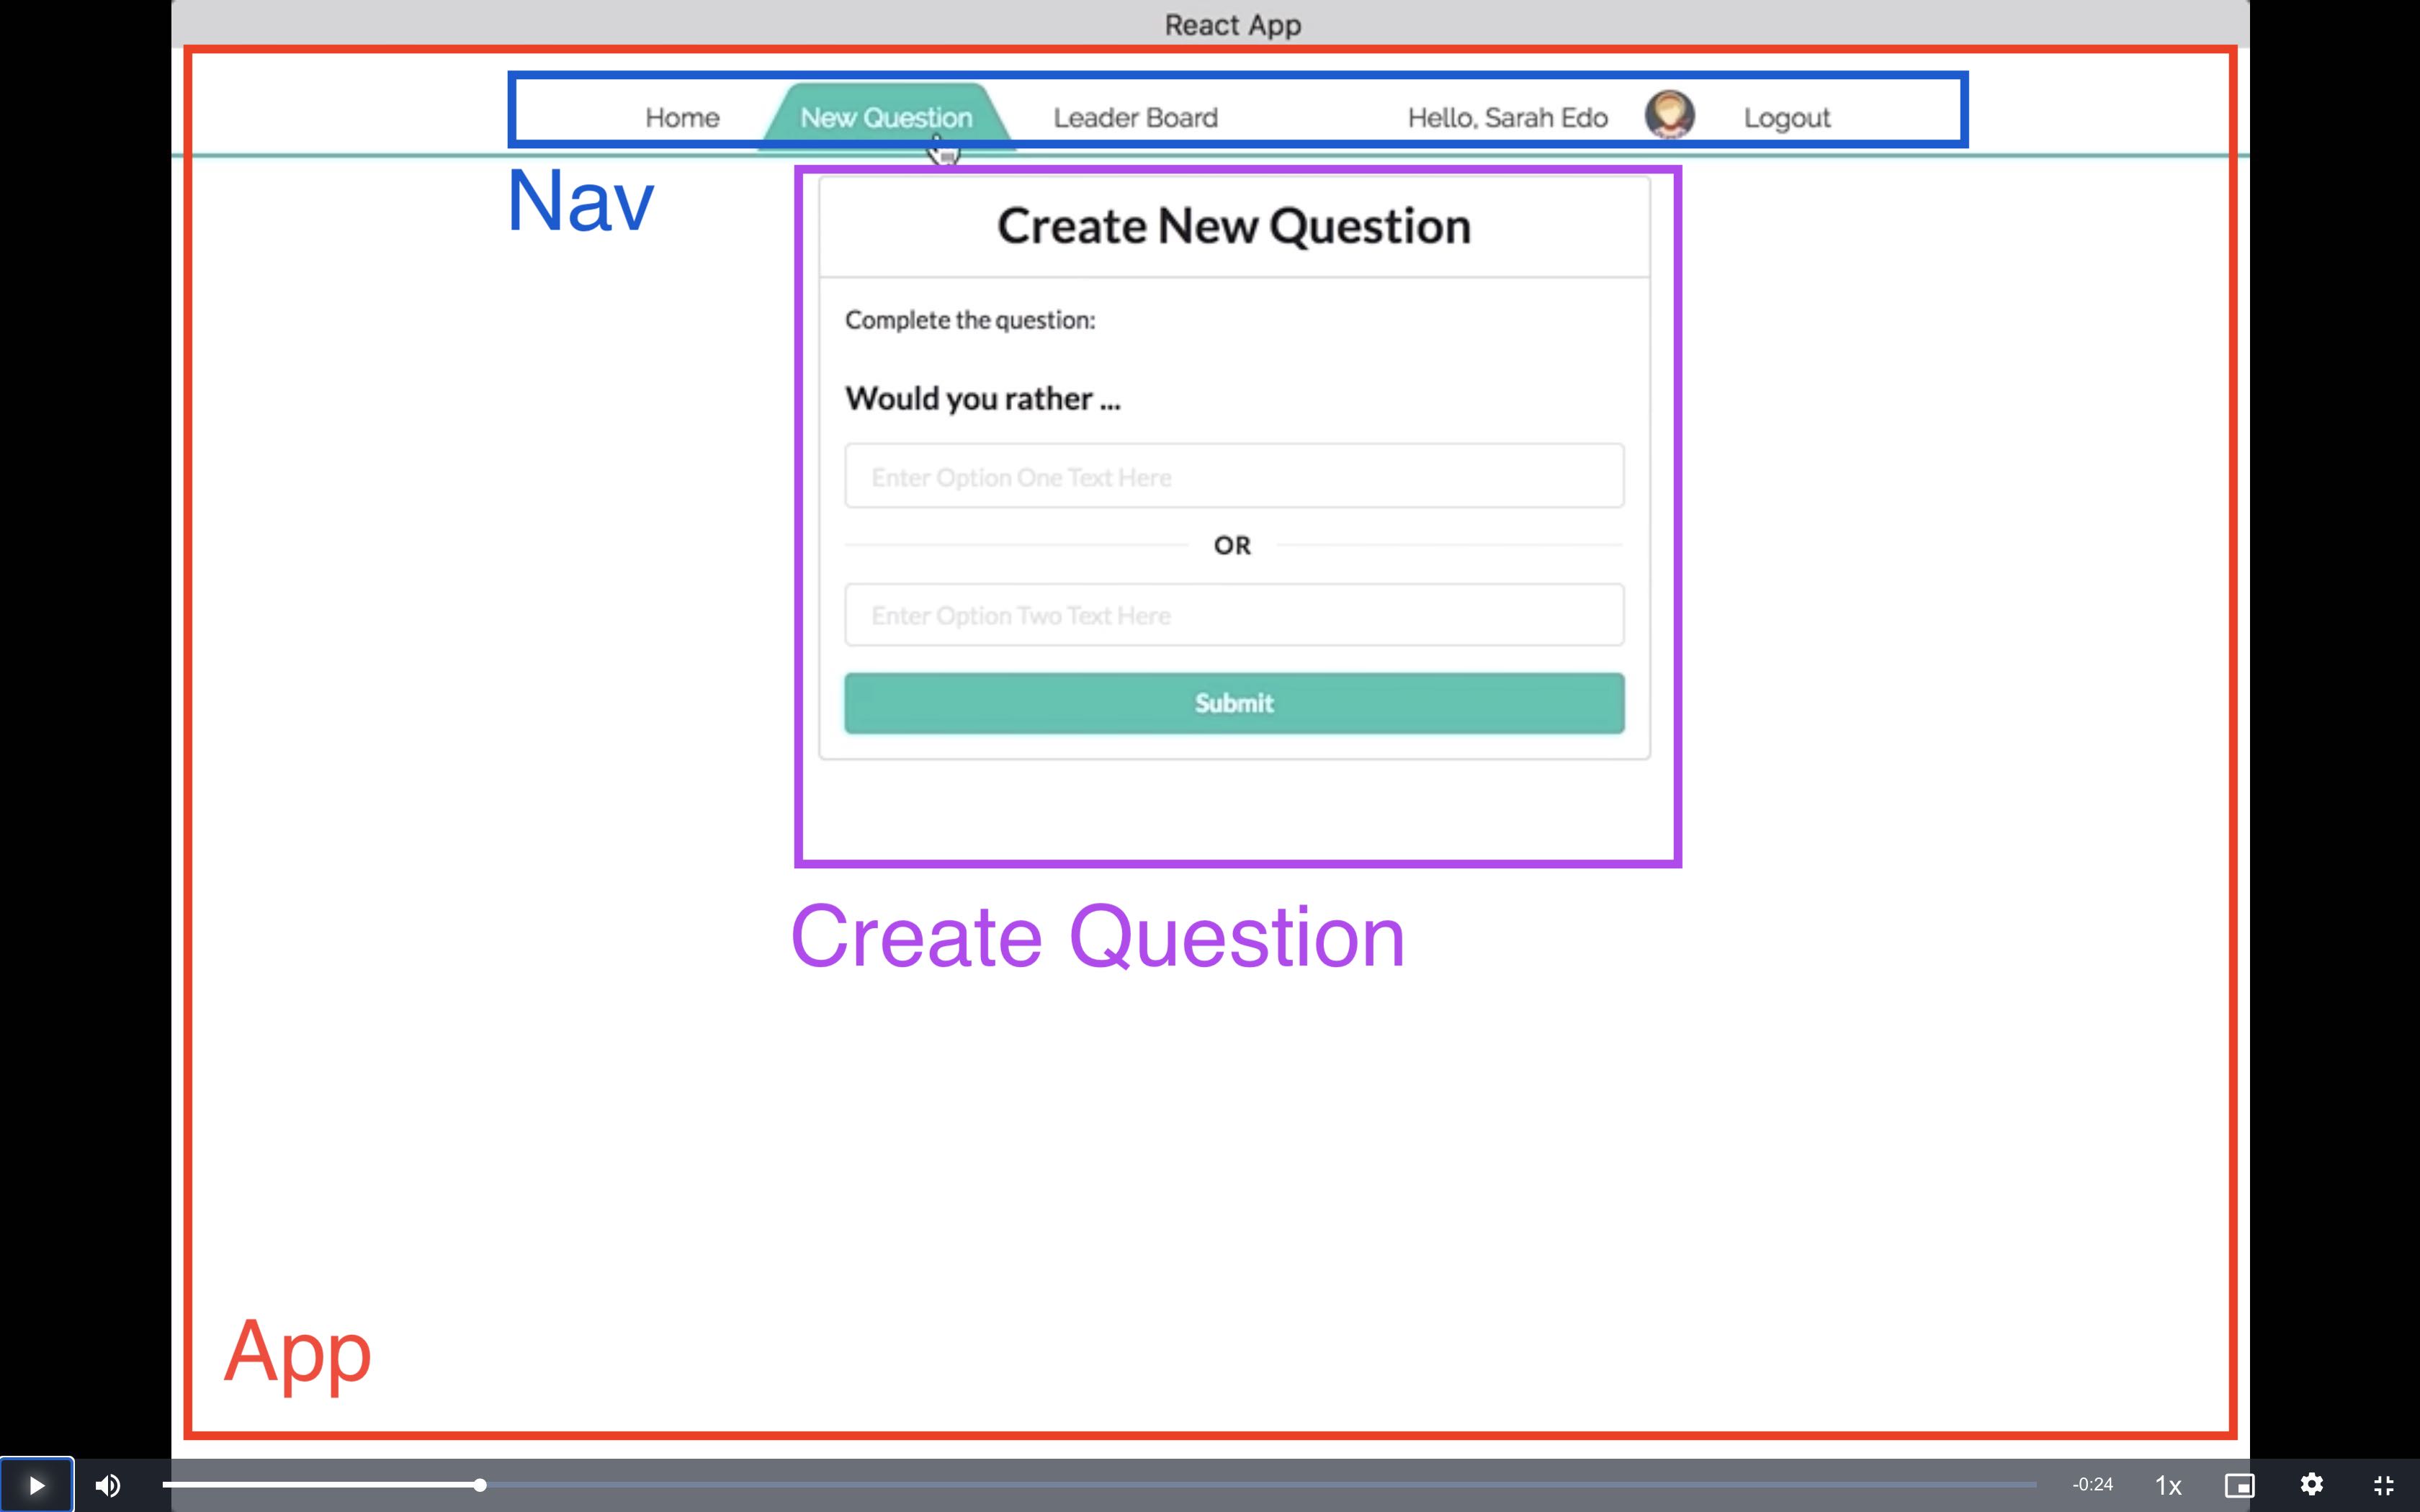 React App
Home New Question Leader Board Hello, Sarah Edo Logout
Nav
Create New Question
Complete the question:
Would you rather ...
Enter Option One Text Here
OR
Enter Option Two Text Here
Submit
Create Question
App
-0:24 1x